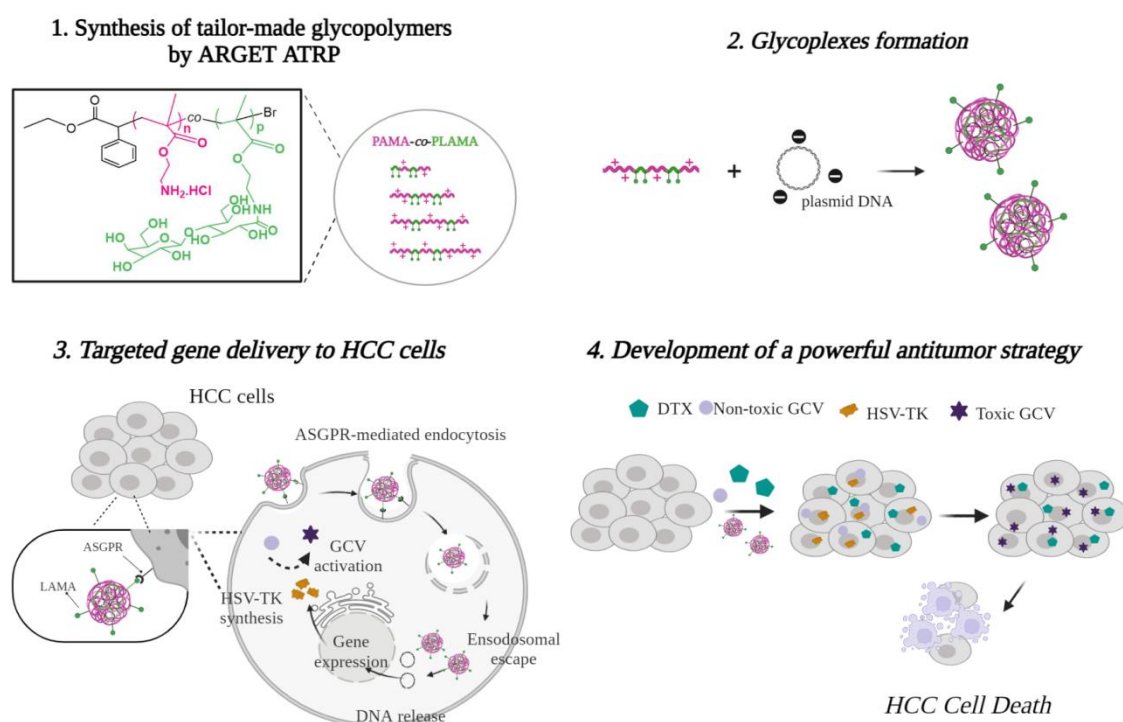 1. Synthesis of tailor-made glycopolymers
by ARGET ATRP
O
O
n
co
p
Br
O
O
O
O
NH₂.HCl
NH
O
HO
OH
OH
OH
HO
O
O
HO
OH
OH
HO
OH
PAMA-co-PLAMA
2. Glycoplexes formation
+
plasmid DNA
3. Targeted gene delivery to HCC cells
HCC cells
ASGPR-mediated endocytosis
ASGPR
LAMA
GCV
activation
HSV-TK
synthesis
Gene
expression
Ensodosomal
escape
DNA release
4. Development of a powerful antitumor strategy
DTX
Non-toxic GCV
HSV-TK
Toxic GCV
HCC Cell Death